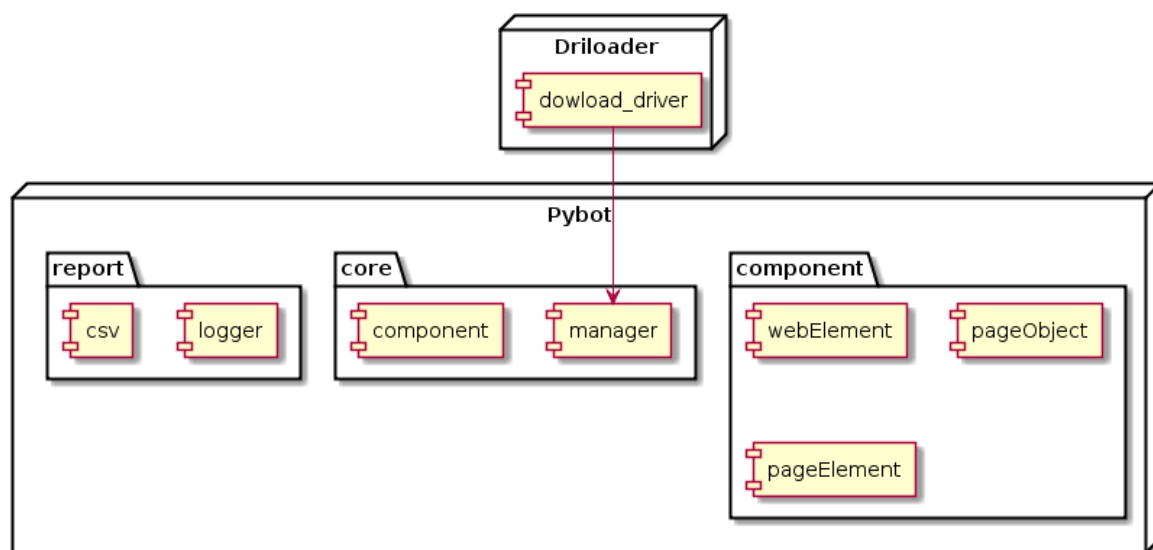 Driloader
dowload_driver
Pybot
report
core
component
csv
logger
component
manager
webElement
pageObject
pageElement